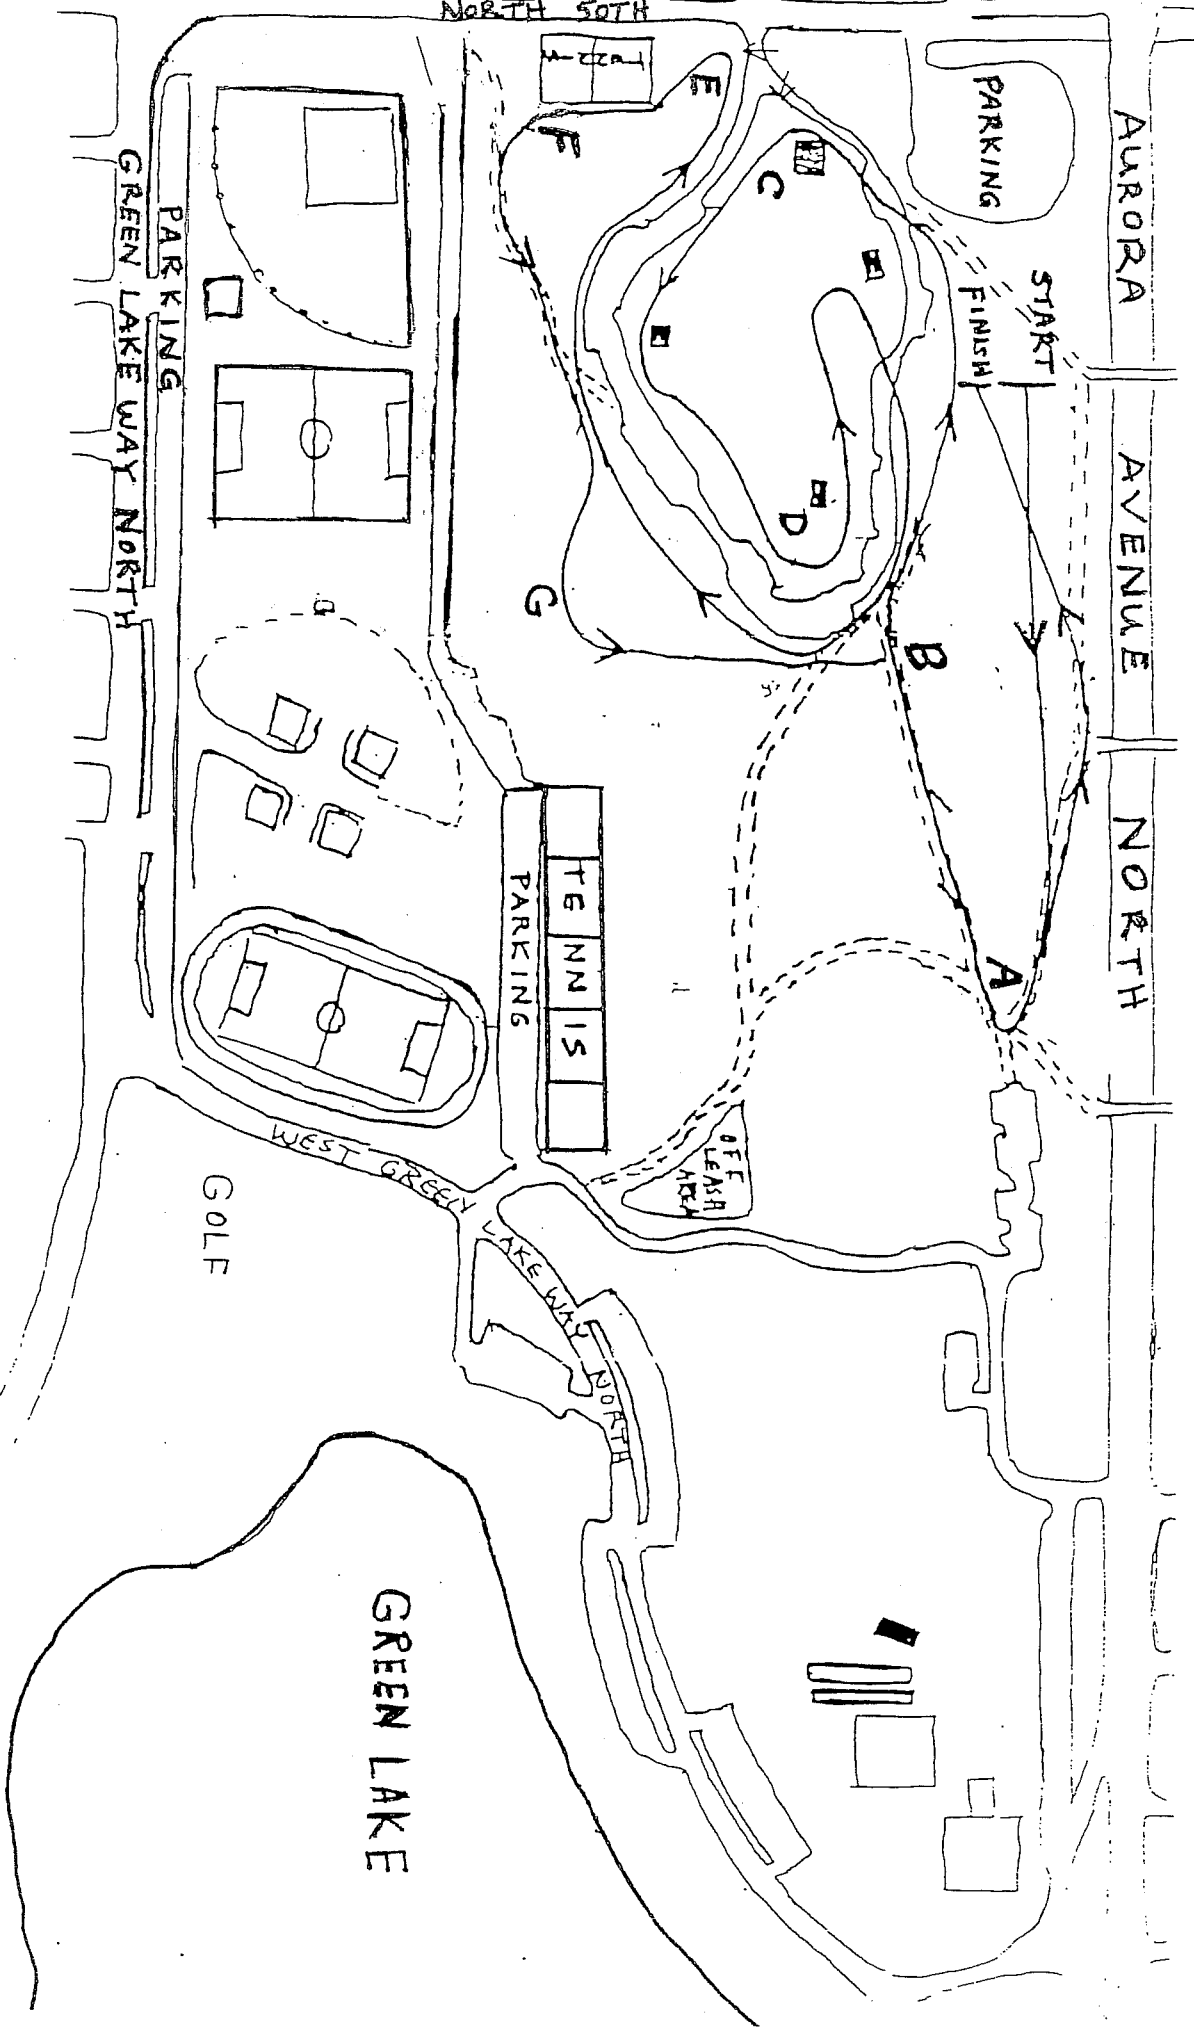 NORTH 50TH
AURORA AVENUE NORTH
PARKING
START
FINISH
E
F
C
D
B
G
A
PARKING
GREEN LAKE WAY NORTH
TENNIS
PARKING
OFF
LEASH
AREA
WEST GREEN LAKE WAY NORTH
GOLF
GREEN LAKE